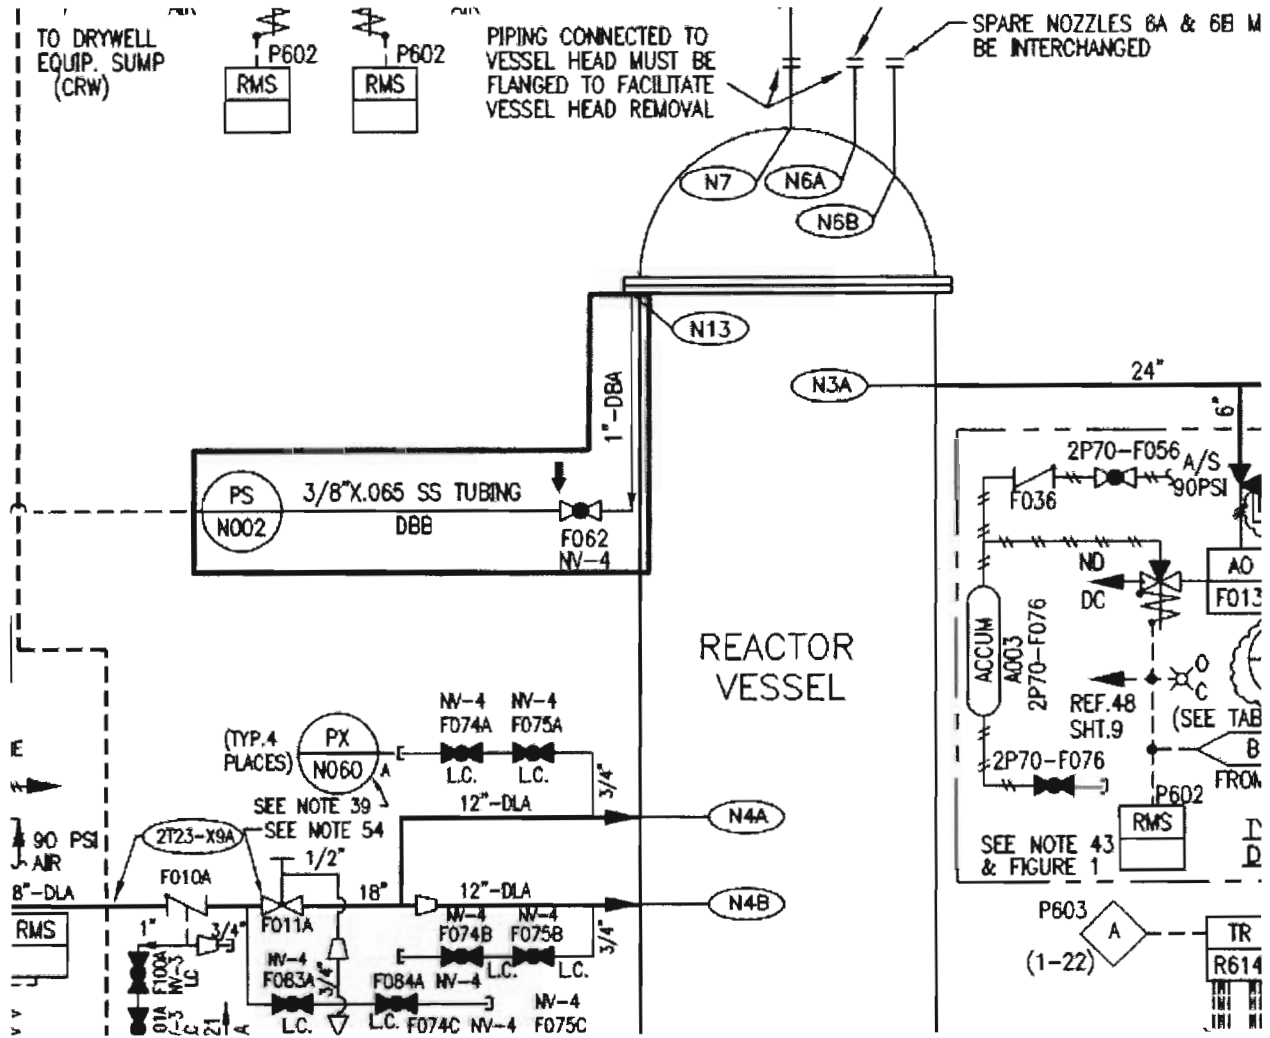 TO DRYWELL
EQUIP. SUMP
(CRW)
P602
RMS
P602
RMS
PIPING CONNECTED TO
VESSEL HEAD MUST BE
FLANGED TO FACILITATE
VESSEL HEAD REMOVAL
SPARE NOZZLES 6A & 6B M
BE INTERCHANGED
N7
N6A
N6B
N13
N3A
24"
6"
1"-DBA
PS
N002
3/8"X.065 SS TUBING
DBB
F062
NV-4
2P70-F056
A/S
90PSI
F036
NO
DC
AO
F013
ACCUM
A003
2P70-F076
REF.48
SHT.9
O
C
(SEE TAB
B
FROM
2P70-F076
P602
RMS
SEE NOTE 43
& FIGURE 1
REACTOR
VESSEL
(TYP.4
PLACES)
PX
N060
A
NV-4
F074A
L.C.
NV-4
F075A
L.C.
3/4"
SEE NOTE 39
SEE NOTE 54
12"-DLA
N4A
90 PSI
AIR
2T23-X9A
F010A
1/2"
8"-DLA
18"
12"-DLA
N4B
RMS
1"
3/4"
F011A
NV-4
F074B
L.C.
NV-4
F075B
L.C.
3/4"
F100A
NV-3
LC
NV-4
F083A
L.C.
3/4"
F084A
NV-4
L.C.
F074C
NV-4
NV-4
F075C
01A
21
A
P603
A
(1-22)
TR
R614